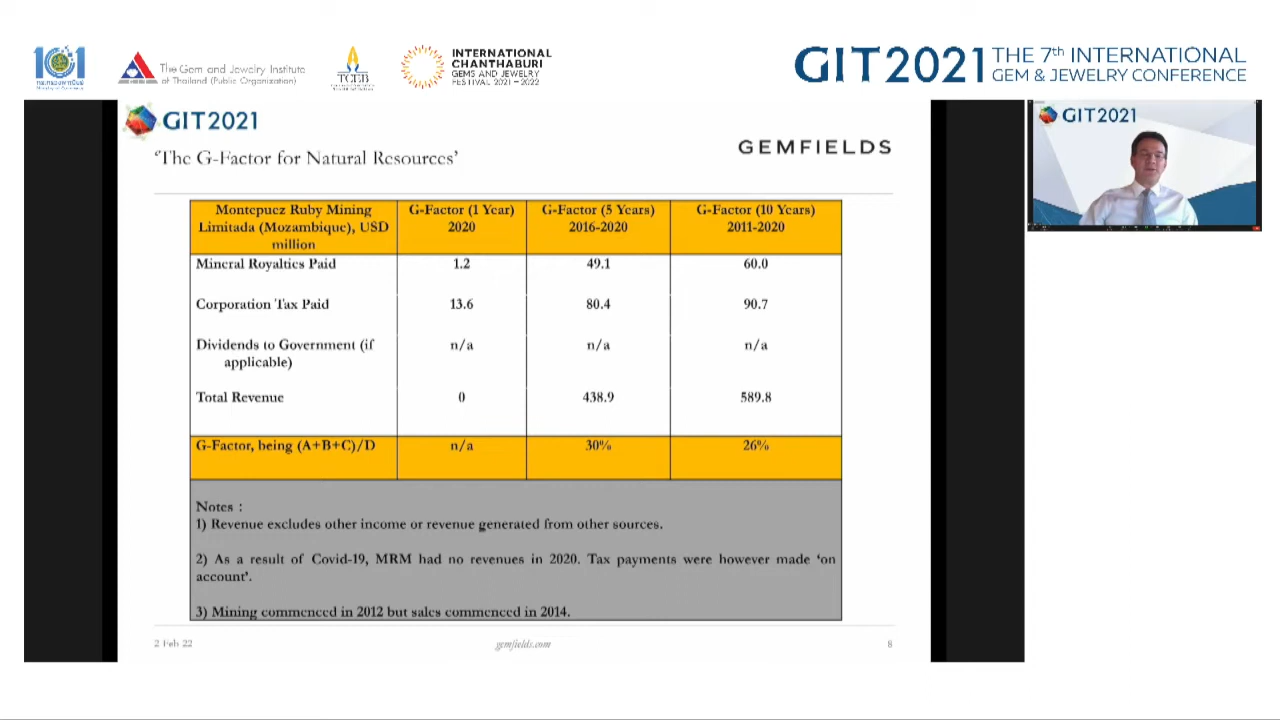 101
The Gem and Jewelry Institute
of Thailand (Public Organization)
TCEB
INTERNATIONAL
CHANTHABURI
GEMS AND JEWELRY
FESTIVAL 2021 – 2022
GIT2021 THE 7th INTERNATIONAL
GEM & JEWELRY CONFERENCE
GIT2021
GEMFIELDS
‘The G-Factor for Natural Resources’
Montepuez Ruby Mining Limitada (Mozambique), USD million G-Factor (1 Year) 2020 G-Factor (5 Years) 2016-2020 G-Factor (10 Years) 2011-2020
Mineral Royalties Paid 1.2 49.1 60.0
Corporation Tax Paid 13.6 80.4 90.7
Dividends to Government (if n/a n/a n/a
applicable)
Total Revenue 0 438.9 589.8
G-Factor, being (A+B+C)/D n/a 30% 26%
Notes :
1) Revenue excludes other income or revenue generated from other sources.
2) As a result of Covid-19, MRM had no revenues in 2020. Tax payments were however made ‘on
account’.
3) Mining commenced in 2012 but sales commenced in 2014.
2 Feb 22 gemfields.com 8
GIT2021